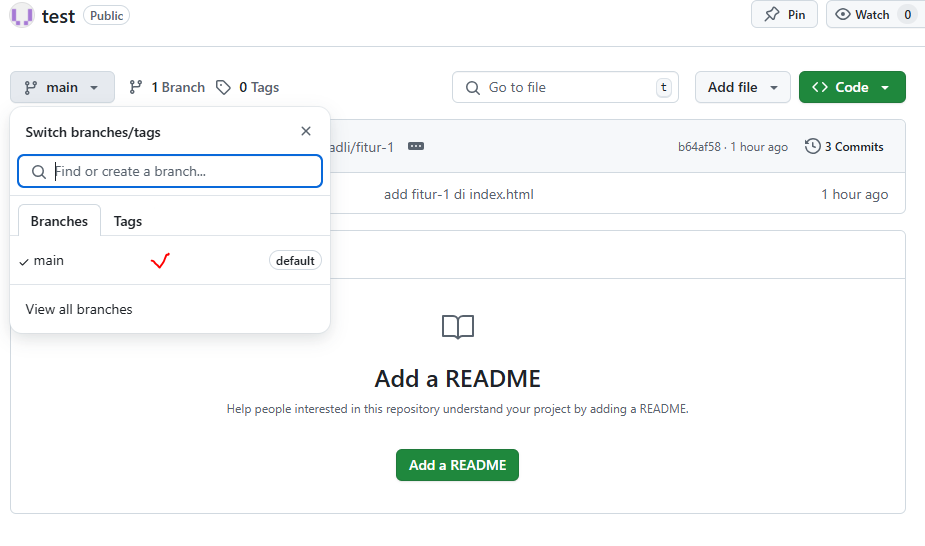 test Public
Pin
Watch 0
main
1 Branch
0 Tags
Go to file t
Add file
Code
Switch branches/tags
Find or create a branch...
Branches
Tags
main default
View all branches
adli/fitur-1
b64af58 · 1 hour ago
3 Commits
add fitur-1 di index.html
1 hour ago
Add a README
Help people interested in this repository understand your project by adding a README.
Add a README